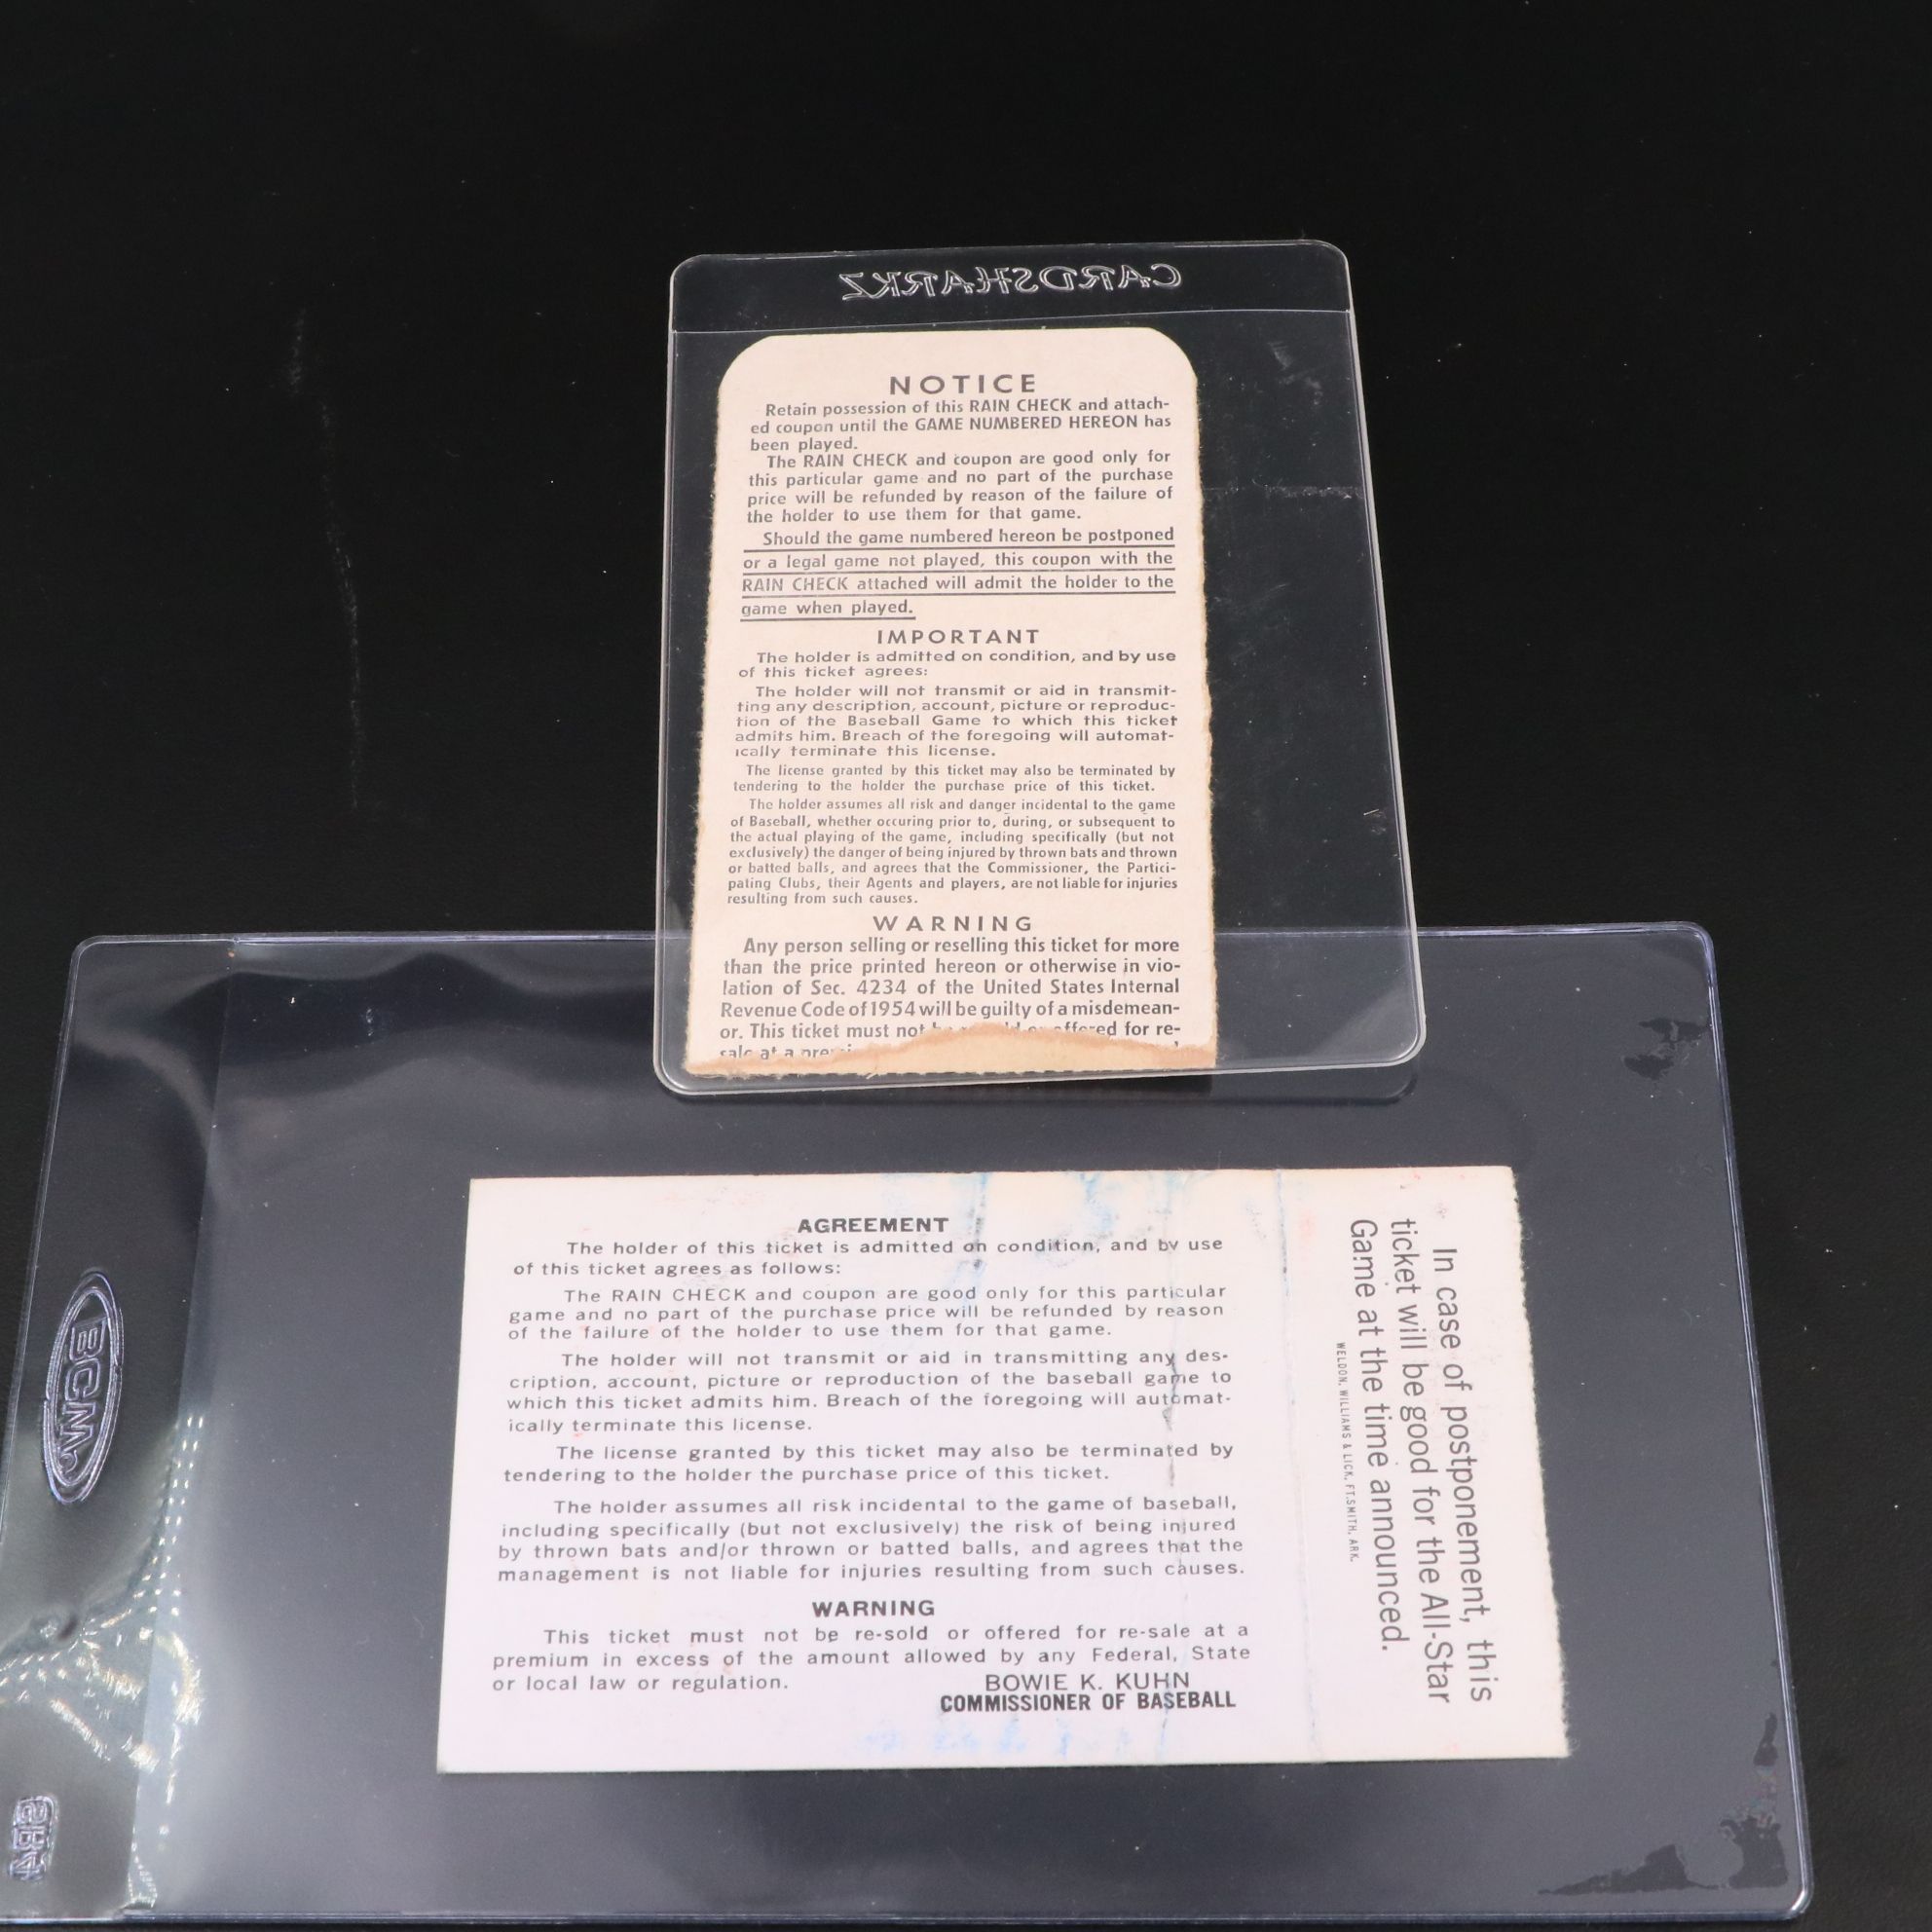 CARDSHARKZ
NOTICE
Retain possession of this RAIN CHECK and attach-
ed coupon until the GAME NUMBERED HEREON has
been played.
The RAIN CHECK and coupon are good only for
this particular game and no part of the purchase
price will be refunded by reason of the failure of
the holder to use them for that game.
Should the game numbered hereon be postponed
or a legal game not played, this coupon with the
RAIN CHECK attached will admit the holder to the
game when played.
IMPORTANT
The holder is admitted on condition, and by use
of this ticket agrees:
The holder will not transmit or aid in transmit-
ting any description, account, picture or reproduc-
tion of the Baseball Game to which this ticket
admits him. Breach of the foregoing will automat-
ically terminate this license.
The license granted by this ticket may also be terminated by
tendering to the holder the purchase price of this ticket.
The holder assumes all risk and danger incidental to the game
of Baseball, whether occuring prior to, during, or subsequent to
the actual playing of the game, including specifically (but not
exclusively) the danger of being injured by thrown bats and thrown
or batted balls, and agrees that the Commissioner, the Partici-
pating Clubs, their Agents and players, are not liable for injuries
resulting from such causes.
WARNING
Any person selling or reselling this ticket for more
than the price printed hereon or otherwise in vio-
lation of Sec. 4234 of the United States Internal
Revenue Code of 1954 will be guilty of a misdemean-
or. This ticket must not offered for re-
sale at a
AGREEMENT
The holder of this ticket is admitted on condition, and by use
of this ticket agrees as follows:
The RAIN CHECK and coupon are good only for this particular
game and no part of the purchase price will be refunded by reason
of the failure of the holder to use them for that game.
The holder will not transmit or aid in transmitting any des-
cription, account, picture or reproduction of the baseball game to
which this ticket admits him. Breach of the foregoing will automat-
ically terminate this license.
The license granted by this ticket may also be terminated by
tendering to the holder the purchase price of this ticket.
The holder assumes all risk incidental to the game of baseball,
including specifically (but not exclusively) the risk of being injured
by thrown bats and/or thrown or batted balls, and agrees that the
management is not liable for injuries resulting from such causes.
WARNING
This ticket must not be re-sold or offered for re-sale at a
premium in excess of the amount allowed by any Federal, State
or local law or regulation.
BOWIE K. KUHN
COMMISSIONER OF BASEBALL
In case of postponement, this
ticket will be good for the All-Star
Game at the time announced.
WELDON, WILLIAMS & LICK, FT. SMITH, ARK.
BCW